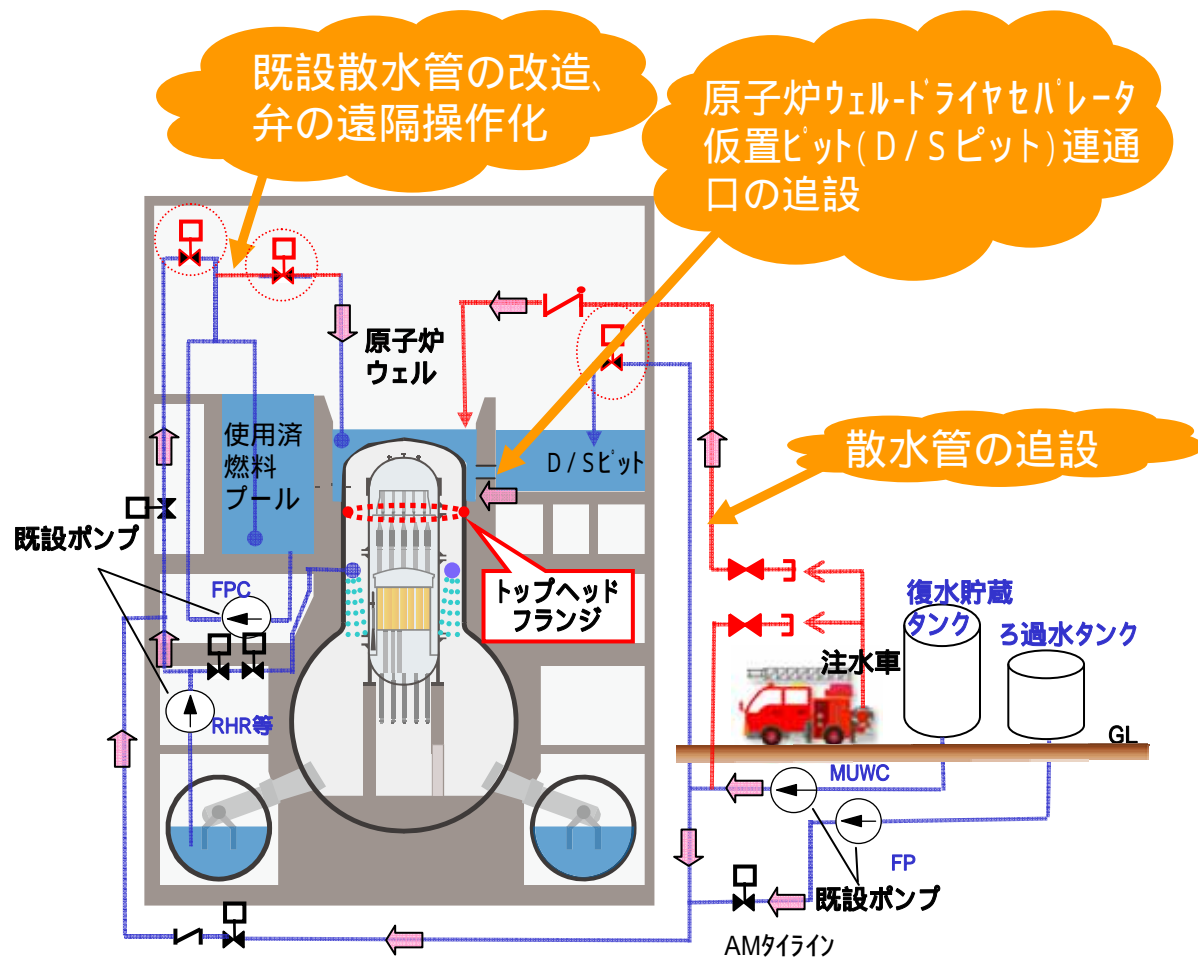 既設散水管の改造、
弁の遠隔操作化
原子炉ウェル-ドライヤセパレータ
仮置ピット(D/Sピット)連通
口の追設
原子炉
ウェル
使用済
燃料
プール
D/Sピット
散水管の追設
既設ポンプ
トップヘッド
フランジ
FPC
復水貯蔵
タンク
ろ過水タンク
注水車
RHR等
GL
MUWC
FP
既設ポンプ
AMタイライン